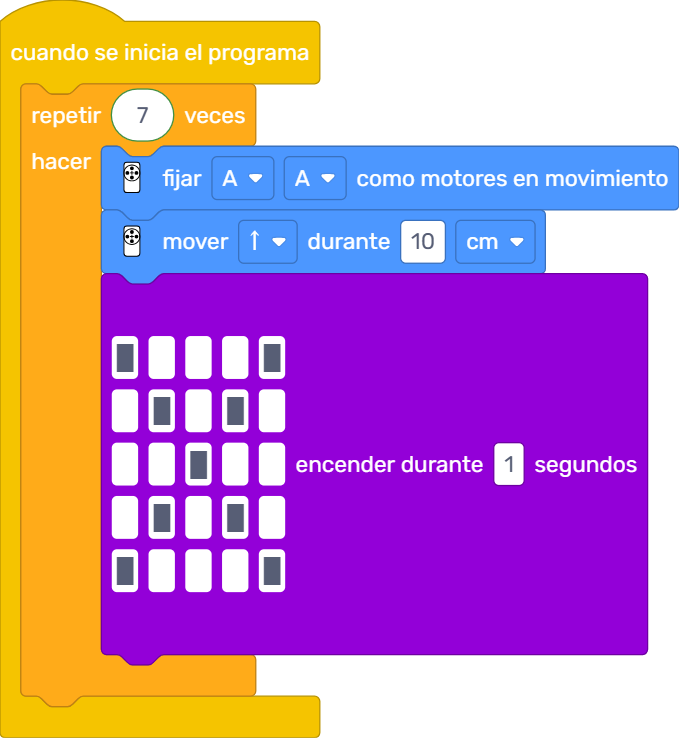 cuando se inicia el programa
repetir 7 veces
hacer
fijar A A como motores en movimiento
mover ↑ durante 10 cm
encender durante 1 segundos